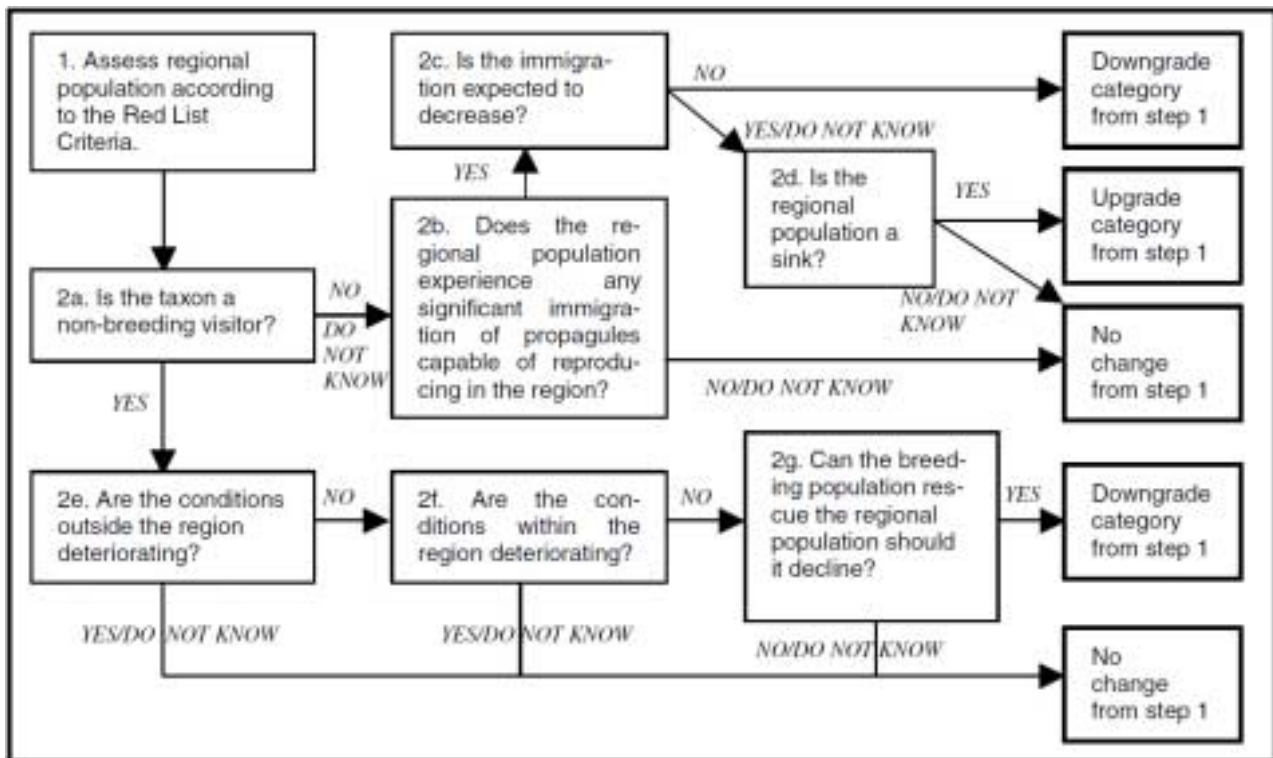 1. Assess regional
population according
to the Red List
Criteria.
2c. Is the immigra-
tion expected to
decrease?
NO
Downgrade
category
from step 1
YES/DO NOT KNOW
YES
2d. Is the
regional
population a
sink?
YES
Upgrade
category
from step 1
2b. Does the re-
gional population
experience any
significant immigra-
tion of propagules
capable of reprodu-
cing in the region?
2a. Is the taxon a
non-breeding visitor?
NO
DO
NOT
KNOW
NO/DO NOT
KNOW
No
change
from step 1
NO/DO NOT KNOW
YES
2e. Are the conditions
outside the region
deteriorating?
NO
2f. Are the con-
ditions within the
region deteriorating?
NO
2g. Can the breed-
ing population res-
cue the regional
population should
it decline?
YES
Downgrade
category
from step 1
YES/DO NOT KNOW
YES/DO NOT KNOW
NO/DO NOT KNOW
No
change
from step 1